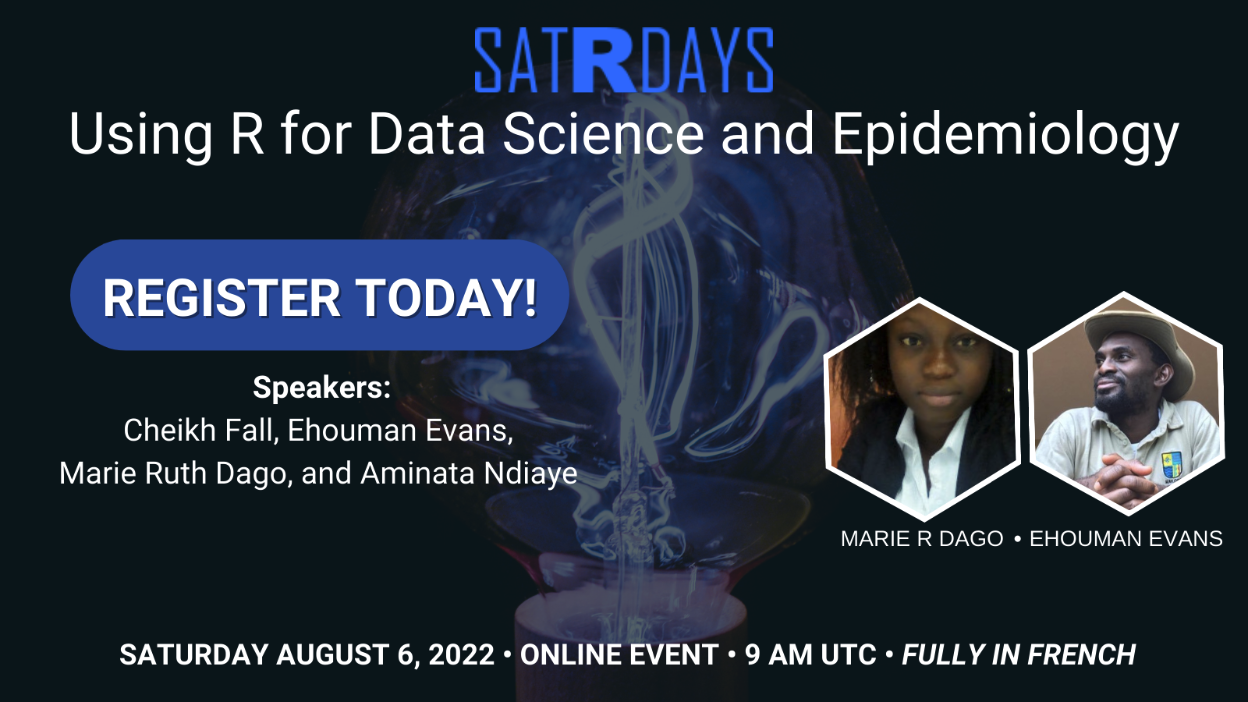 SATRDAYS
Using R for Data Science and Epidemiology
REGISTER TODAY!
Speakers:
Cheikh Fall, Ehouman Evans,
Marie Ruth Dago, and Aminata Ndiaye
MARIE R DAGO • EHOUMAN EVANS
SATURDAY AUGUST 6, 2022 • ONLINE EVENT • 9 AM UTC • FULLY IN FRENCH